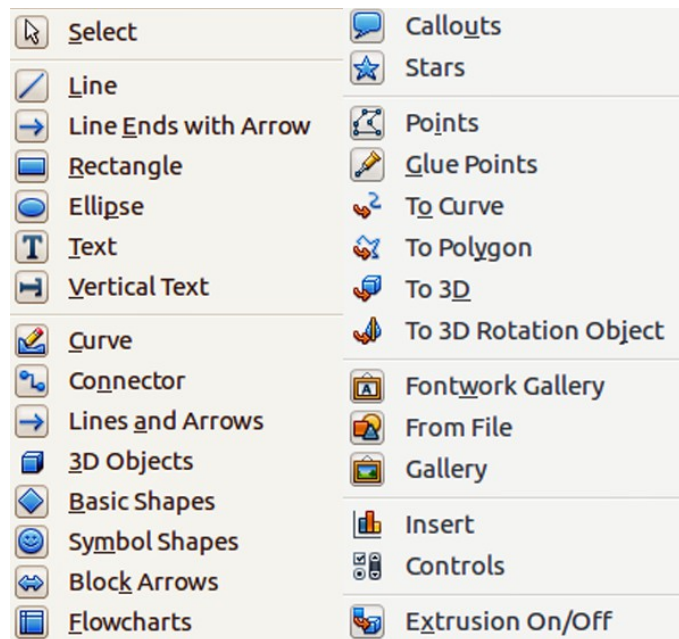 Select
Line
Line Ends with Arrow
Rectangle
Ellipse
Text
Vertical Text
Curve
Connector
Lines and Arrows
3D Objects
Basic Shapes
Symbol Shapes
Block Arrows
Flowcharts
Callouts
Stars
Points
Glue Points
To Curve
To Polygon
To 3D
To 3D Rotation Object
Fontwork Gallery
From File
Gallery
Insert
Controls
Extrusion On/Off